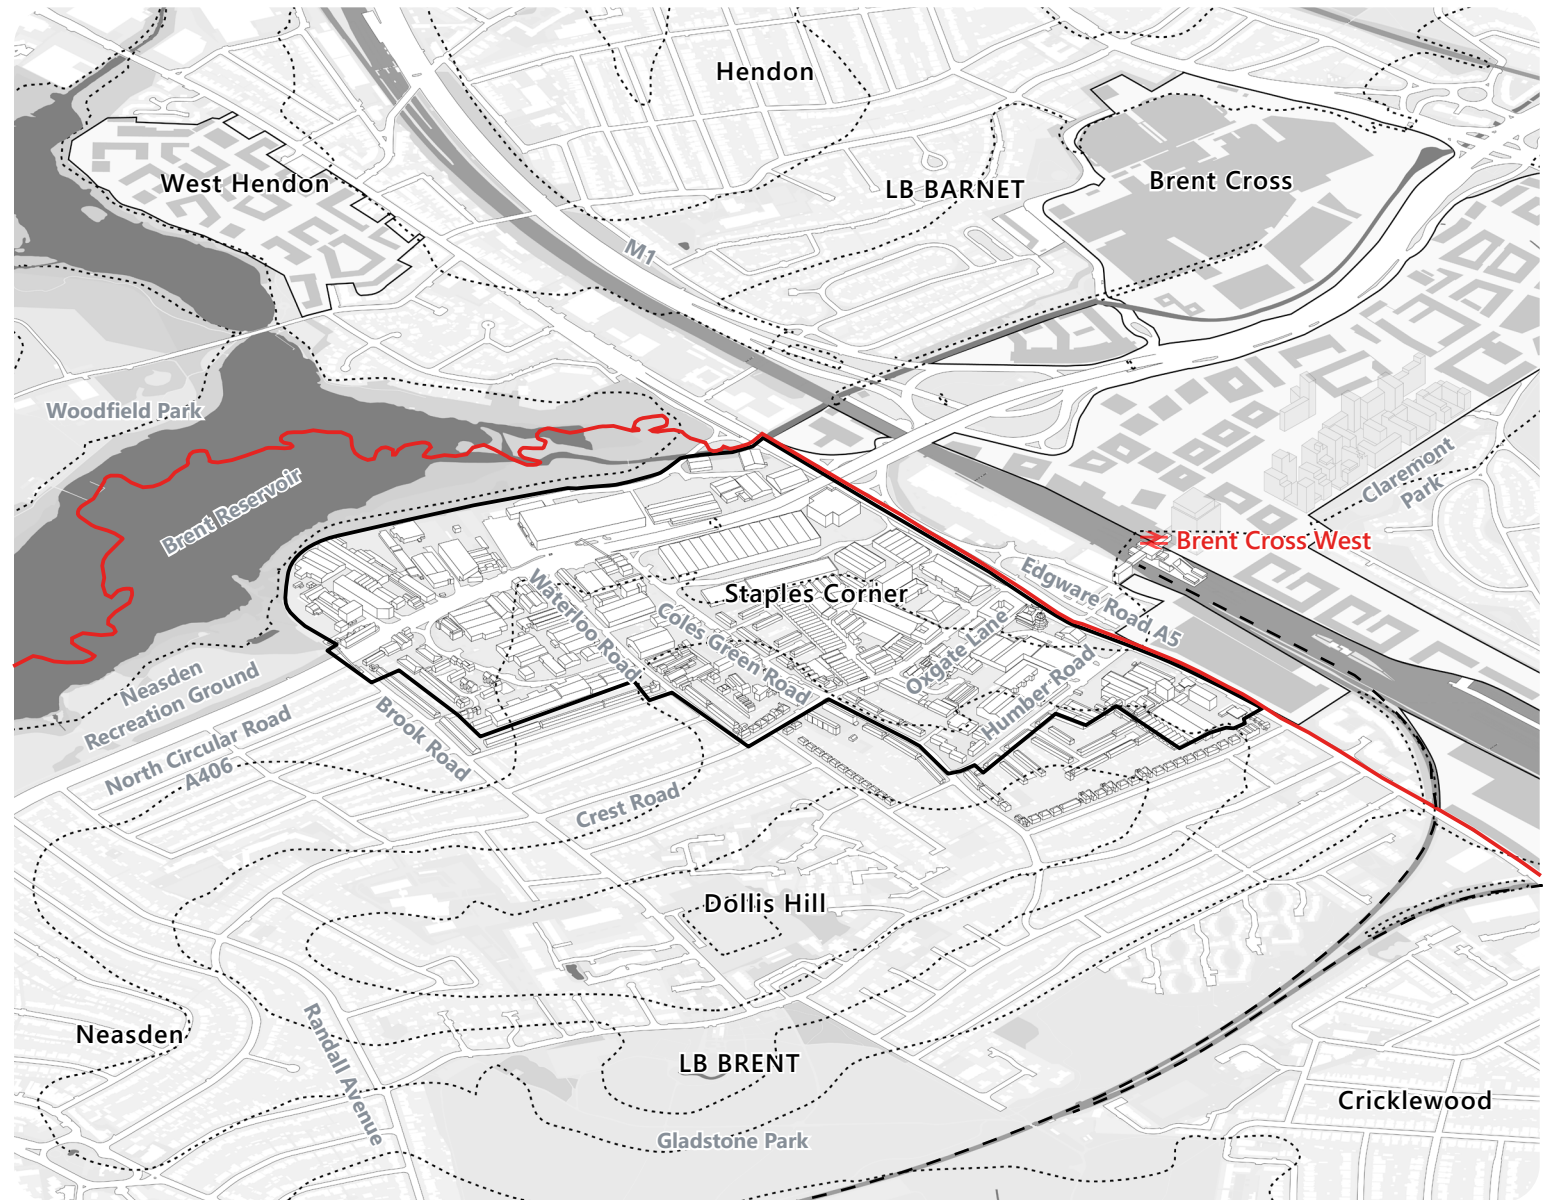 Hendon
West Hendon
LB BARNET
Brent Cross
M1
Woodfield Park
Claremont
Park
Brent Reservoir
Brent Cross West
Edgware Road A5
Staples Corner
Waterloo Road
Coles Green Road
Oxgate Lane
Humber Road
Neasden
Recreation Ground
North Circular Road
A406
Brook Road
Crest Road
Dollis Hill
Neasden
Randall Avenue
LB BRENT
Cricklewood
Gladstone Park